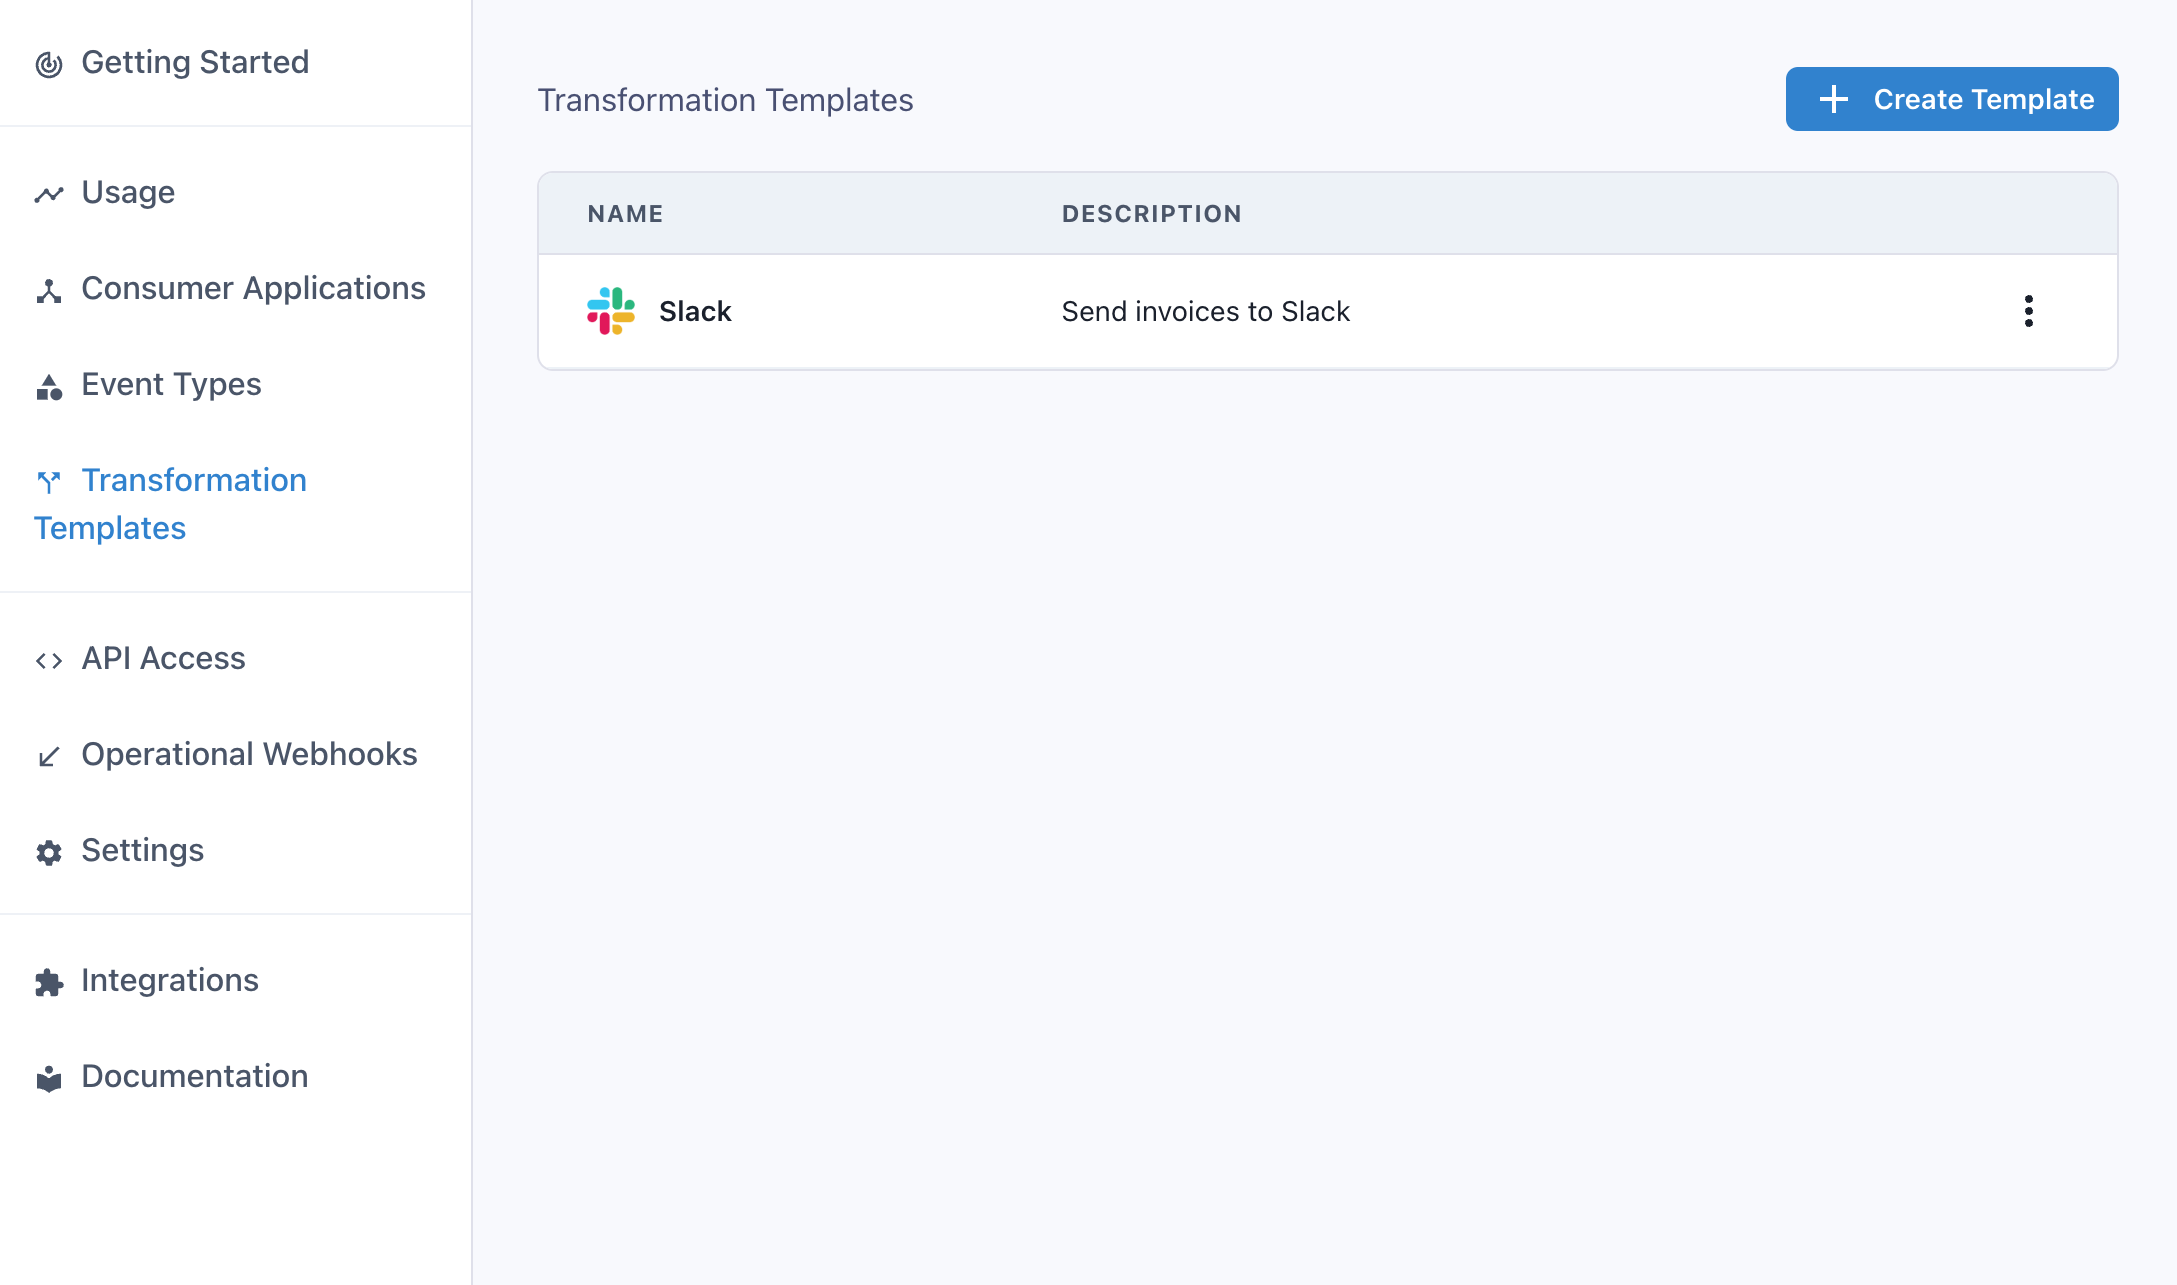 Getting Started
Usage
Consumer Applications
Event Types
Transformation
Templates
API Access
Operational Webhooks
Settings
Integrations
Documentation
Transformation Templates
Create Template
NAME DESCRIPTION
Slack Send invoices to Slack